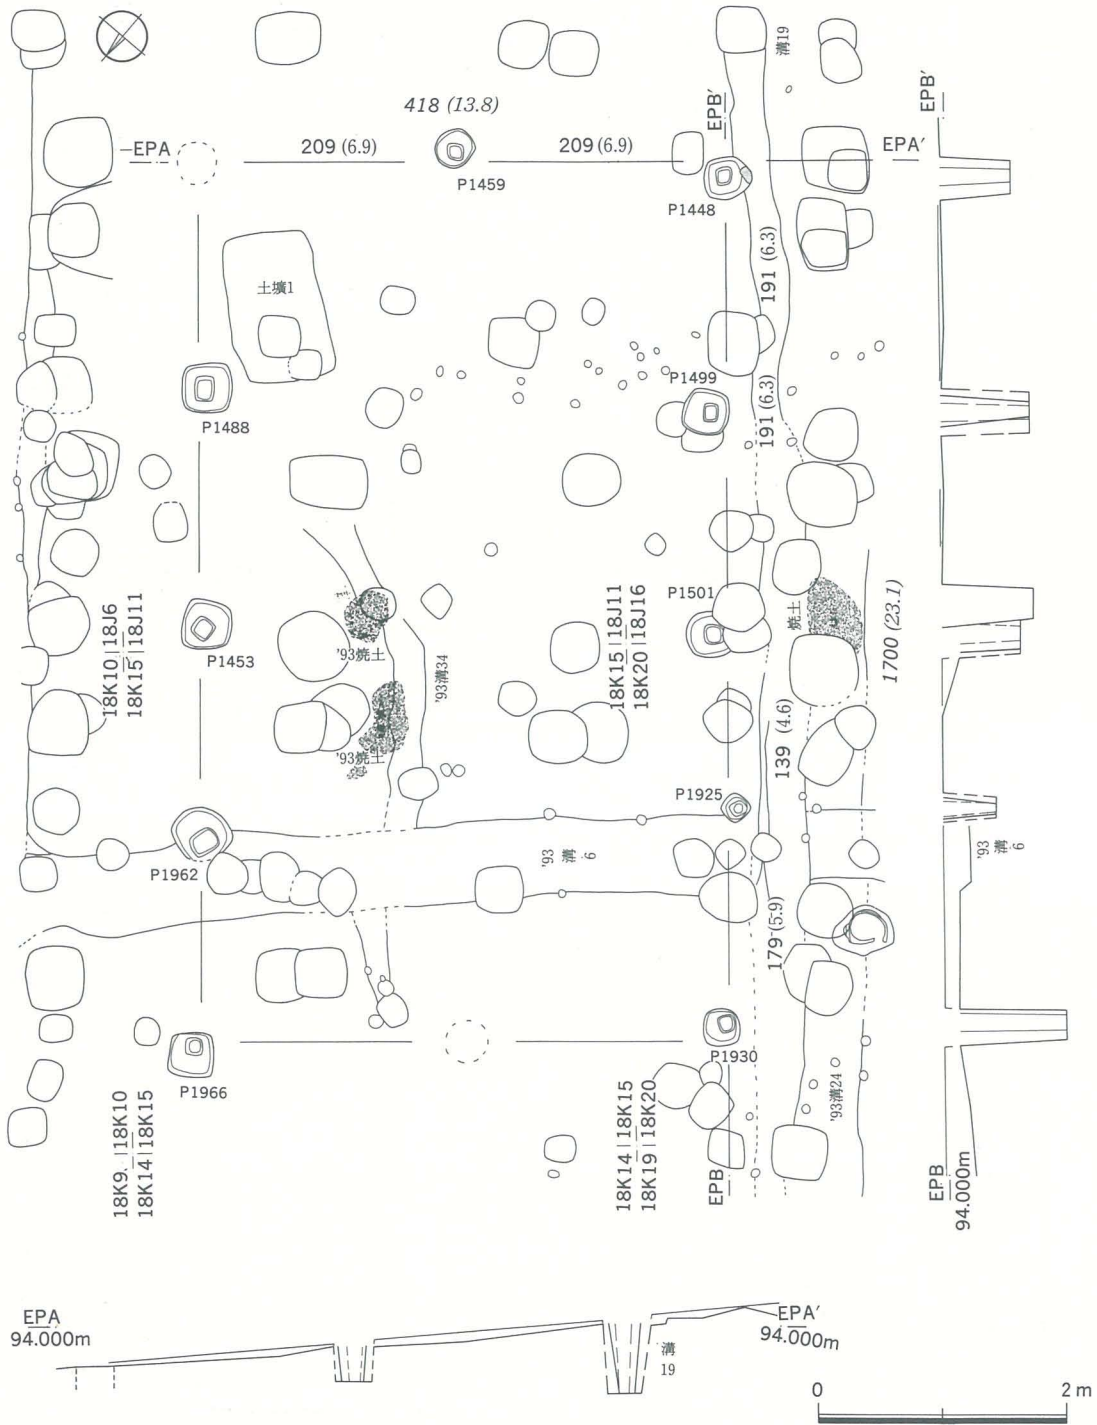 溝19
EPB'
EPB'
418 (13.8)
EPA
209 (6.9)
209 (6.9)
EPA'
P1459
P1448
191 (6.3)
土壙1
P1499
P1488
191 (6.3)
P1501
焼土
1700 (23.1)
18K10 | 18J6
18K15 | 18J11
P1453
'93焼土
'93溝34
18K15 | 18J11
18K20 | 18J16
139 (4.6)
'93焼土
P1925
'93溝6
'93溝6
P1962
179 (5.9)
P1966
P1930
'93溝24
18K9 | 18K10
18K14 | 18K15
18K14 | 18K15
18K19 | 18K20
EPB
EPB
94.000m
EPA
94.000m
EPA'
94.000m
溝
19
0
2 m